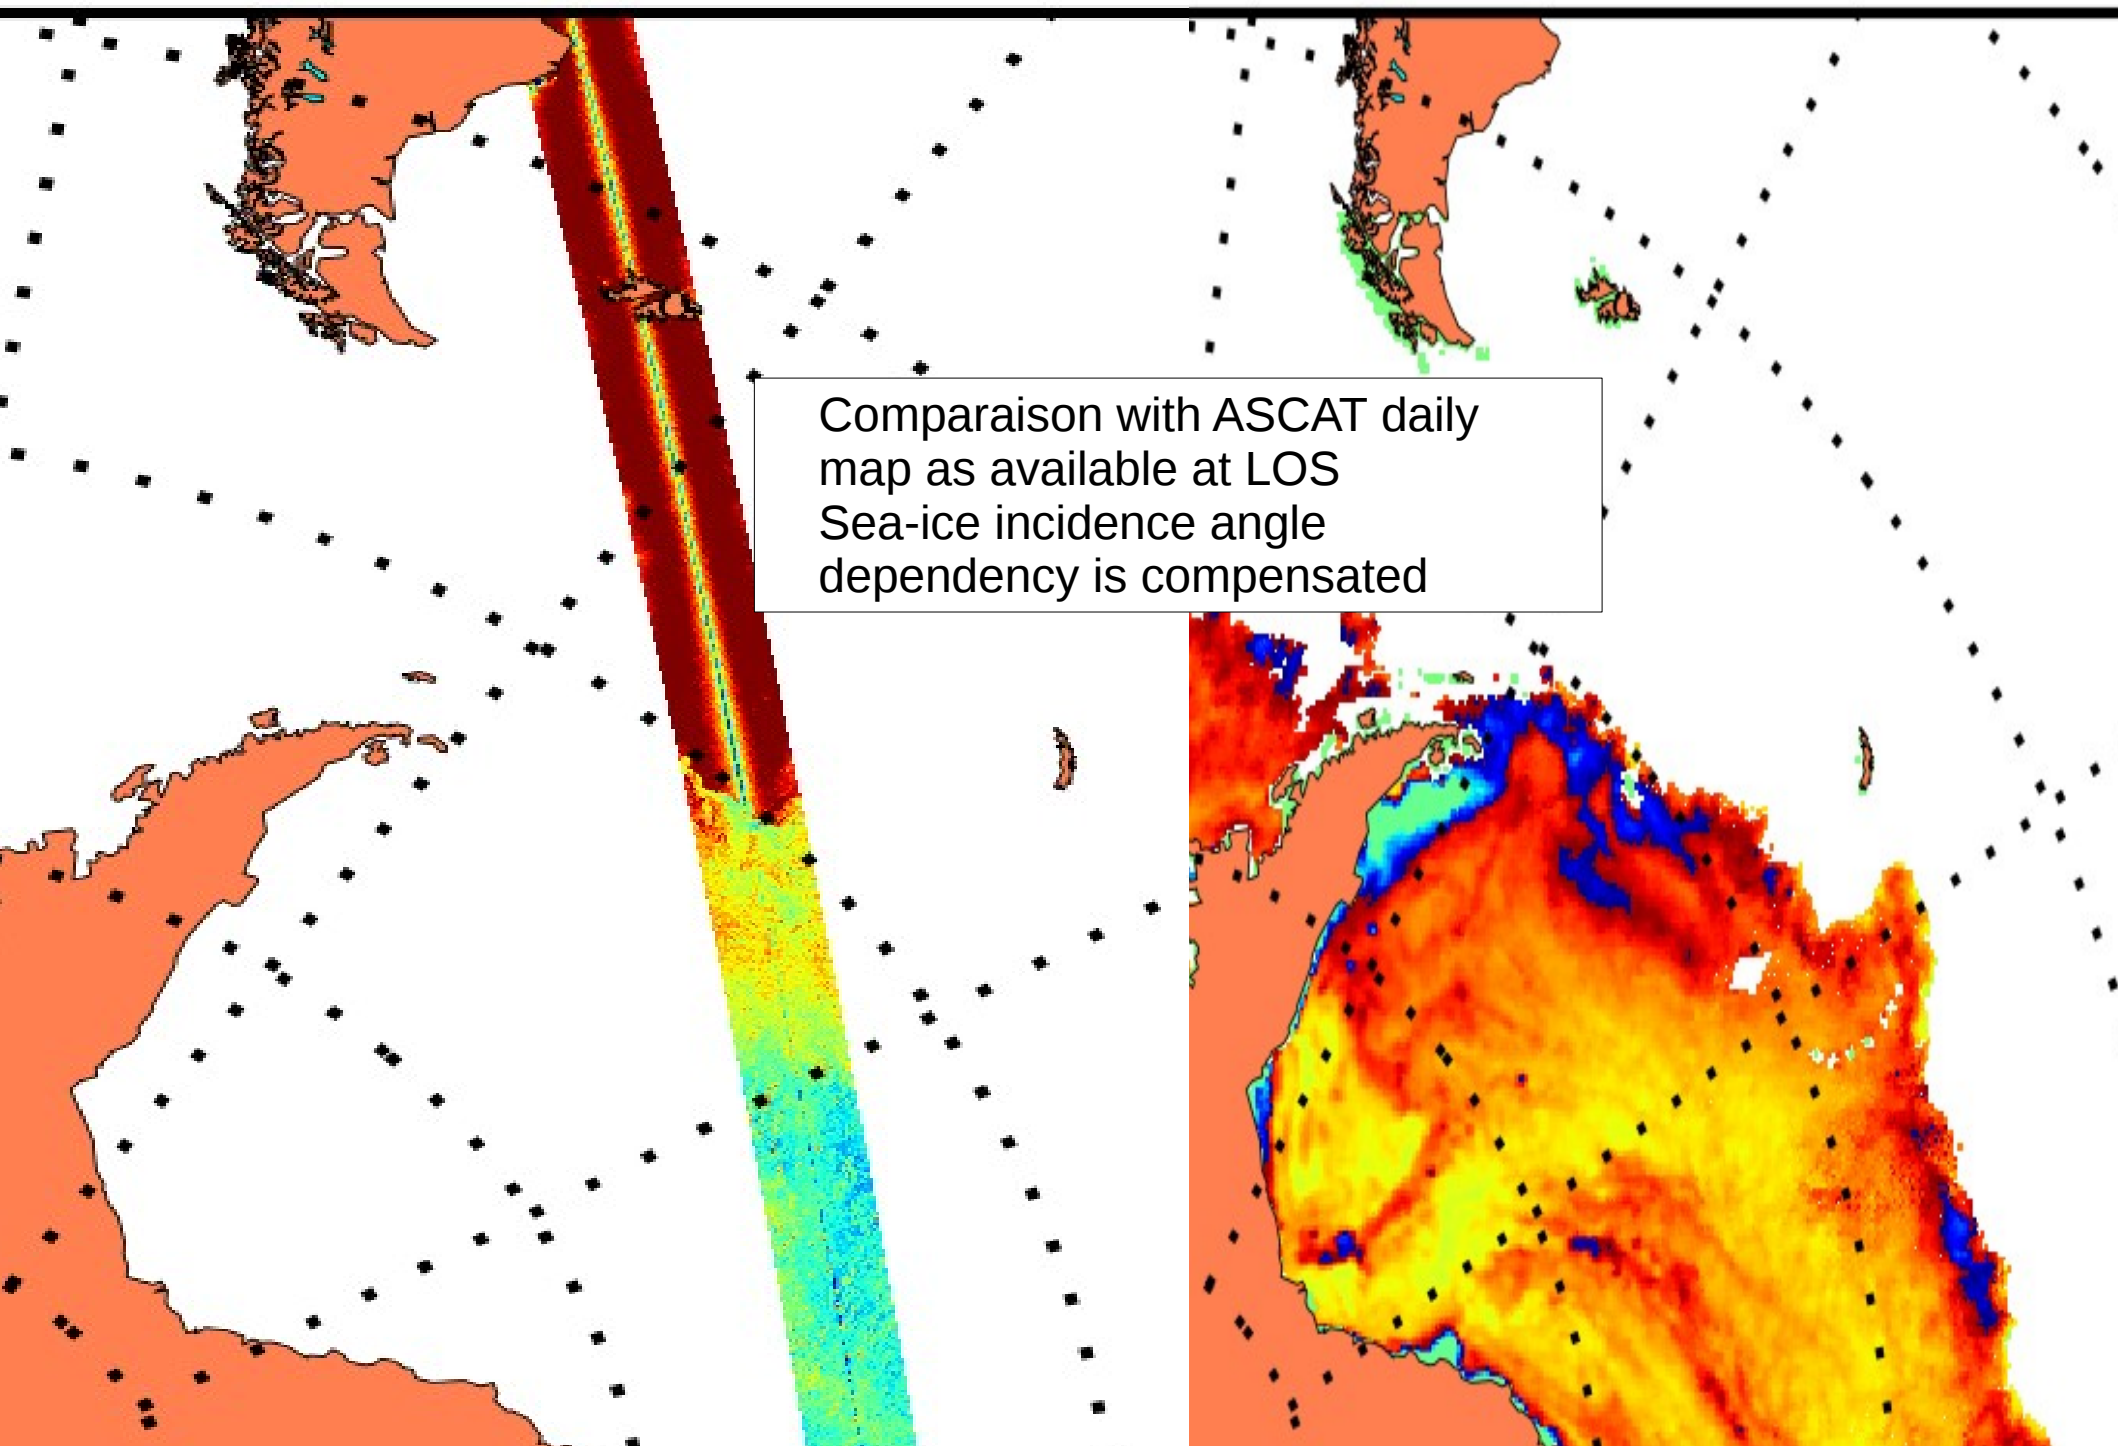 Comparaison with ASCAT daily
map as available at LOS
Sea-ice incidence angle
dependency is compensated